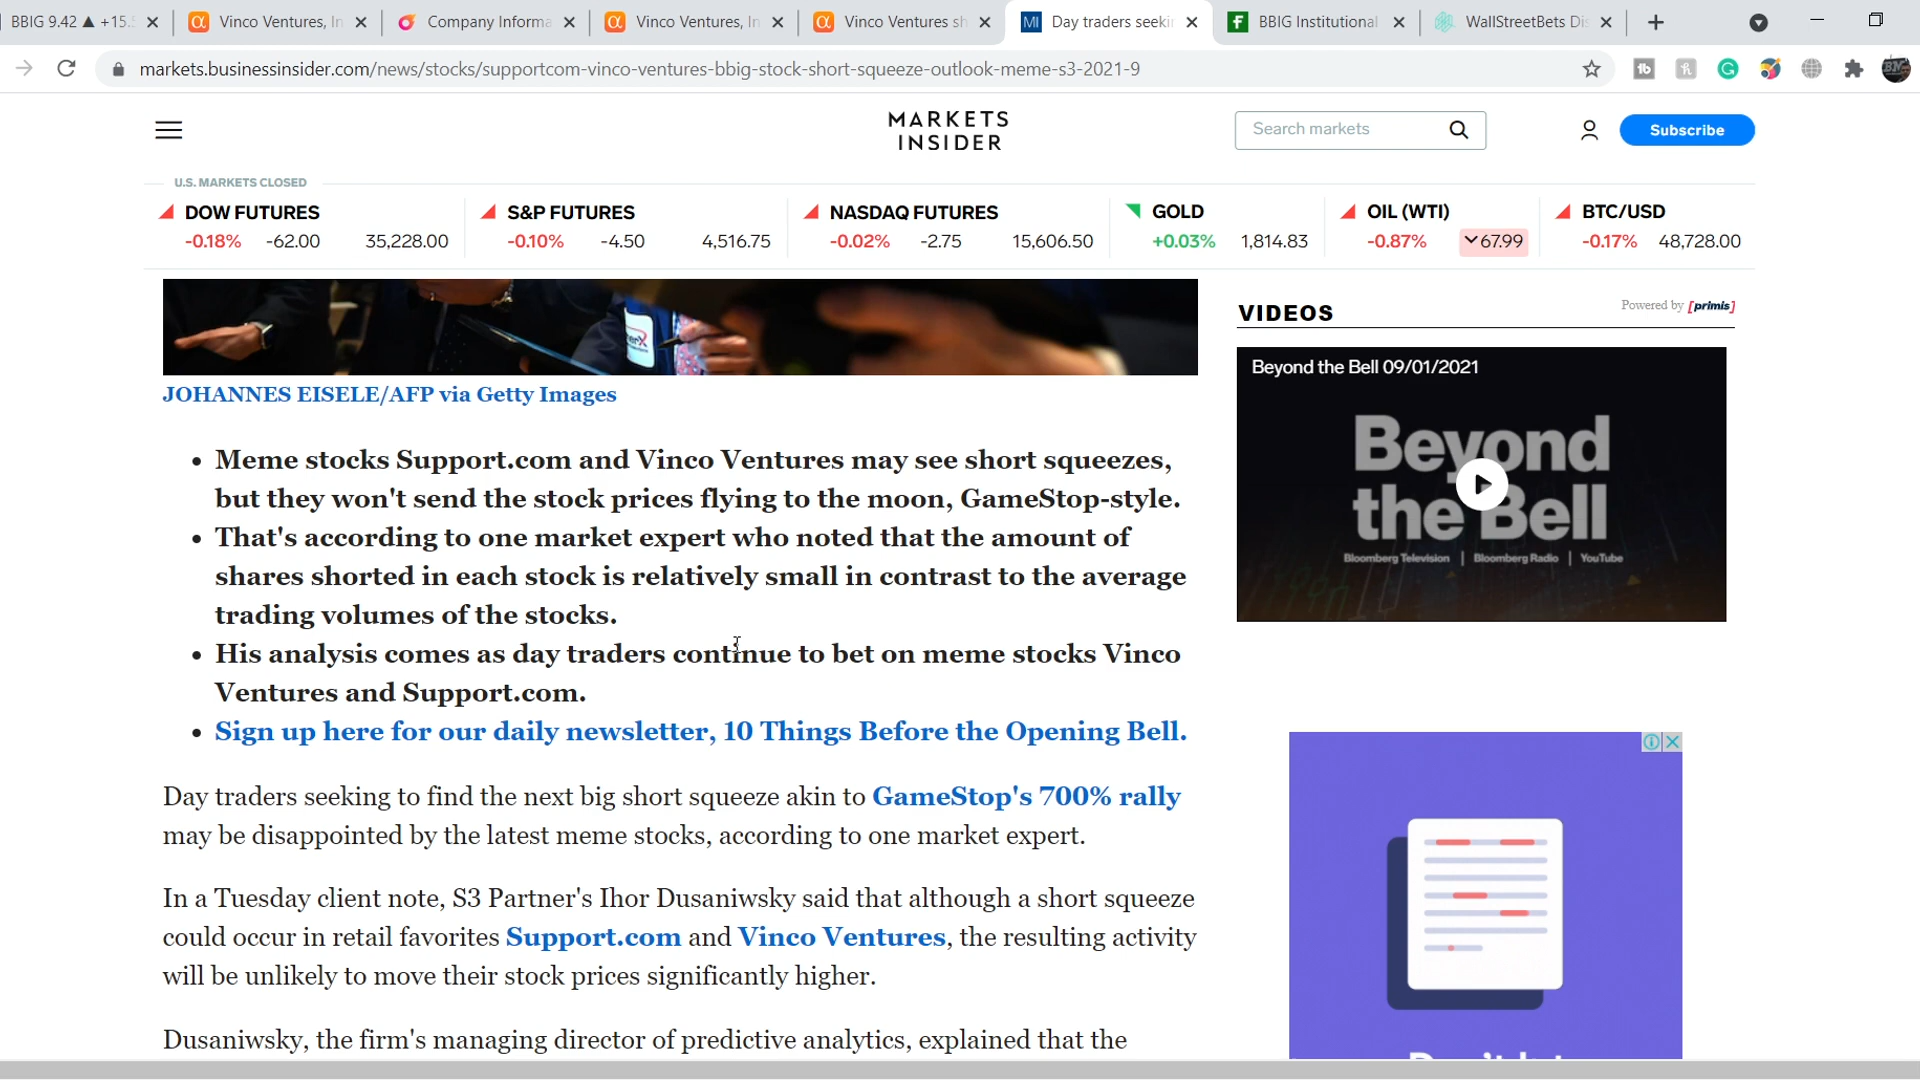 BBIG 9.42 ▲ +15.
Vinco Ventures, In
Company Informa
Vinco Ventures, In
Vinco Ventures sh
MI
Day traders seekin
BBIG Institutional
WallStreetBets Dis
markets.businessinsider.com/news/stocks/supportcom-vinco-ventures-bbig-stock-short-squeeze-outlook-meme-s3-2021-9
MARKETS
INSIDER
Search markets
Subscribe
U.S. MARKETS CLOSED
DOW FUTURES
-0.18% -62.00 35,228.00
S&P FUTURES
-0.10% -4.50 4,516.75
NASDAQ FUTURES
-0.02% -2.75 15,606.50
GOLD
+0.03% 1,814.83
OIL (WTI)
-0.87% 67.99
BTC/USD
-0.17% 48,728.00
JOHANNES EISELE/AFP via Getty Images
• Meme stocks Support.com and Vinco Ventures may see short squeezes,
but they won't send the stock prices flying to the moon, GameStop-style.
• That's according to one market expert who noted that the amount of
shares shorted in each stock is relatively small in contrast to the average
trading volumes of the stocks.
• His analysis comes as day traders continue to bet on meme stocks Vinco
Ventures and Support.com.
• Sign up here for our daily newsletter, 10 Things Before the Opening Bell.
Day traders seeking to find the next big short squeeze akin to GameStop's 700% rally
may be disappointed by the latest meme stocks, according to one market expert.
In a Tuesday client note, S3 Partner's Ihor Dusaniwsky said that although a short squeeze
could occur in retail favorites Support.com and Vinco Ventures, the resulting activity
will be unlikely to move their stock prices significantly higher.
Dusaniwsky, the firm's managing director of predictive analytics, explained that the
VIDEOS
Powered by [primis]
Beyond the Bell 09/01/2021
Beyond
the Bell
Bloomberg Television | Bloomberg Radio | YouTube